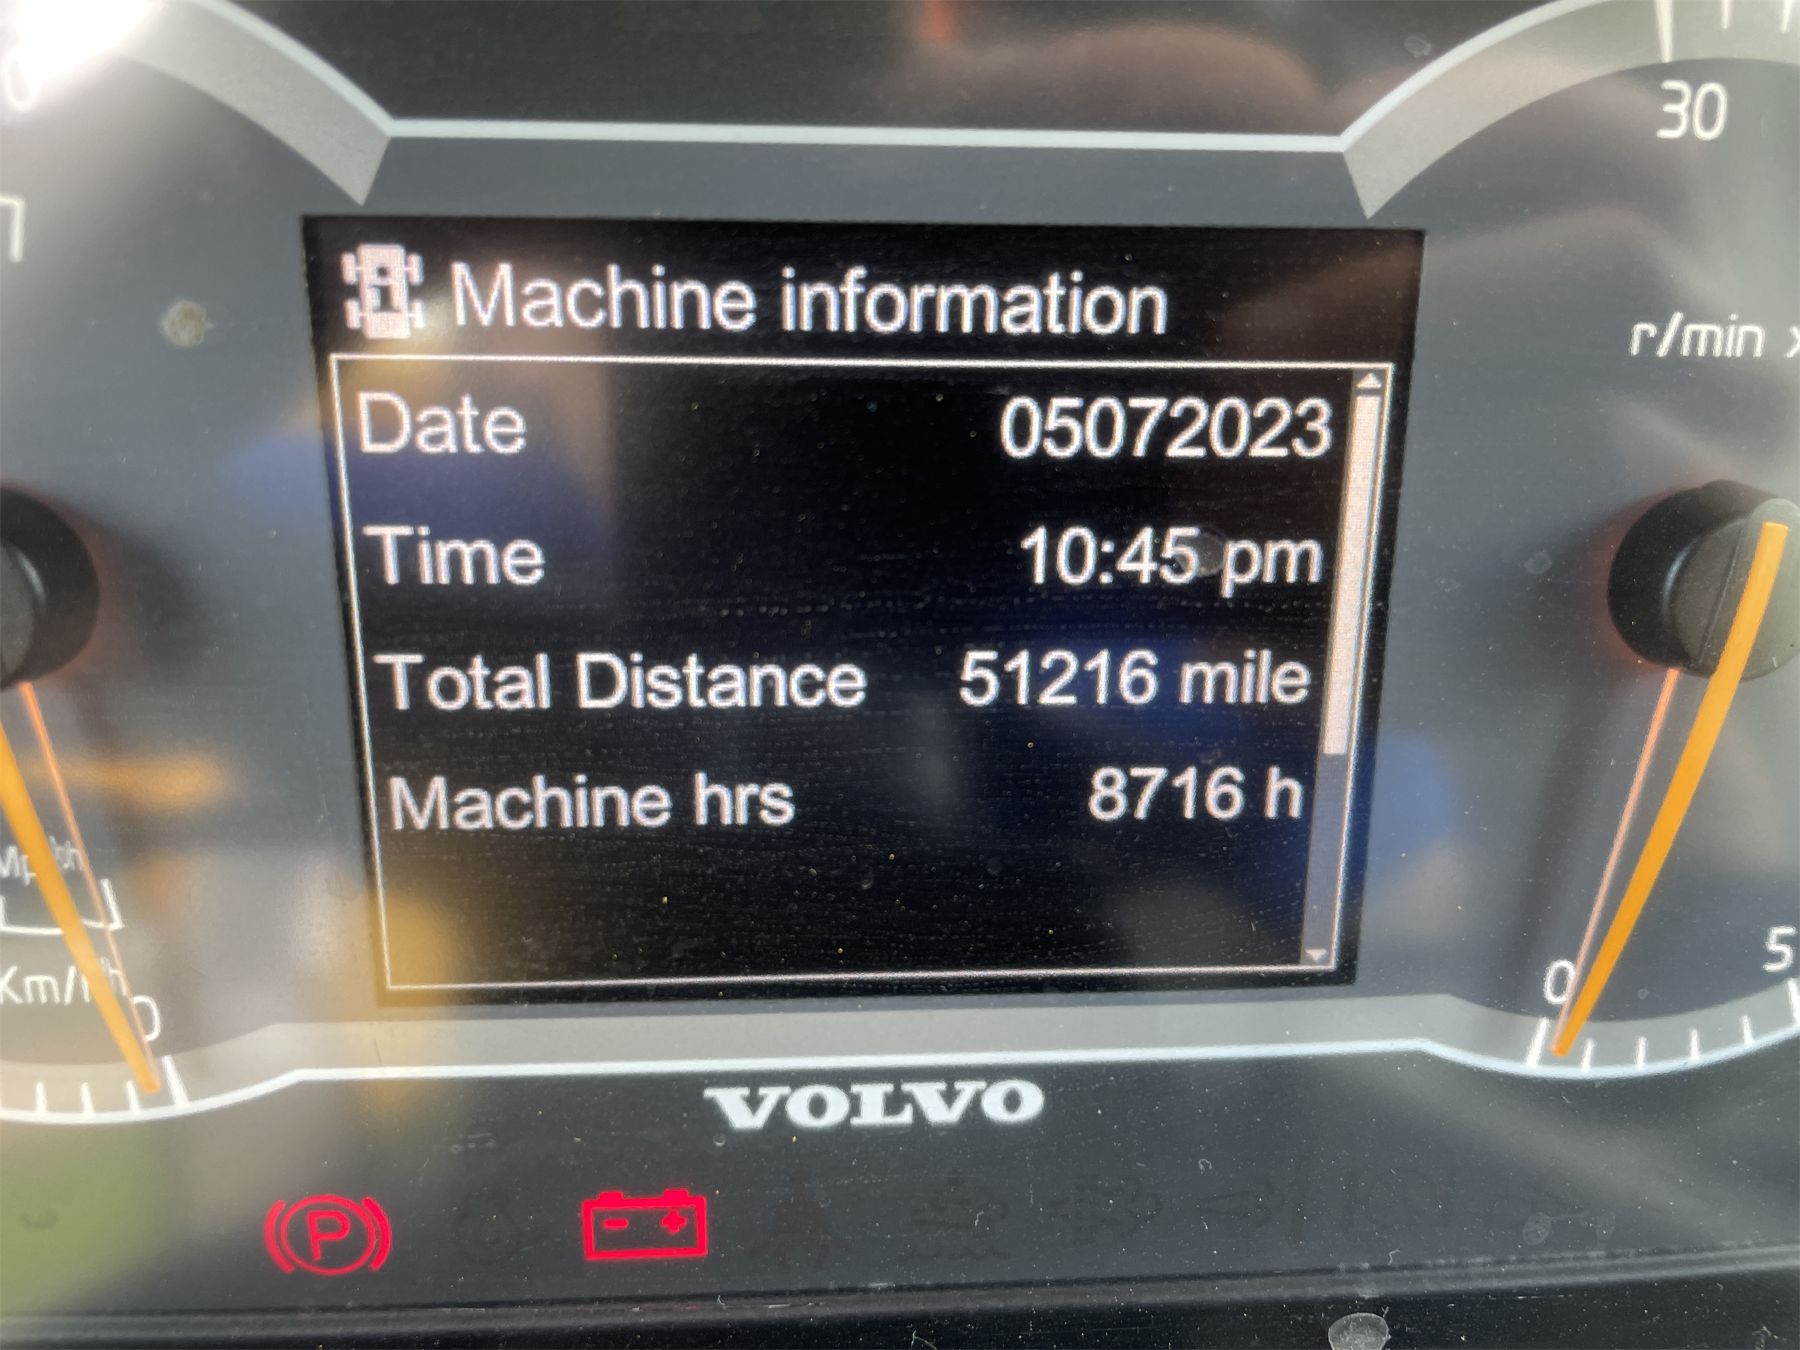 30
Machine information
r/min x
Date 05072023
Time 10:45 pm
Total Distance 51216 mile
Machine hrs 8716 h
Km/h
0
0
5
VOLVO
P